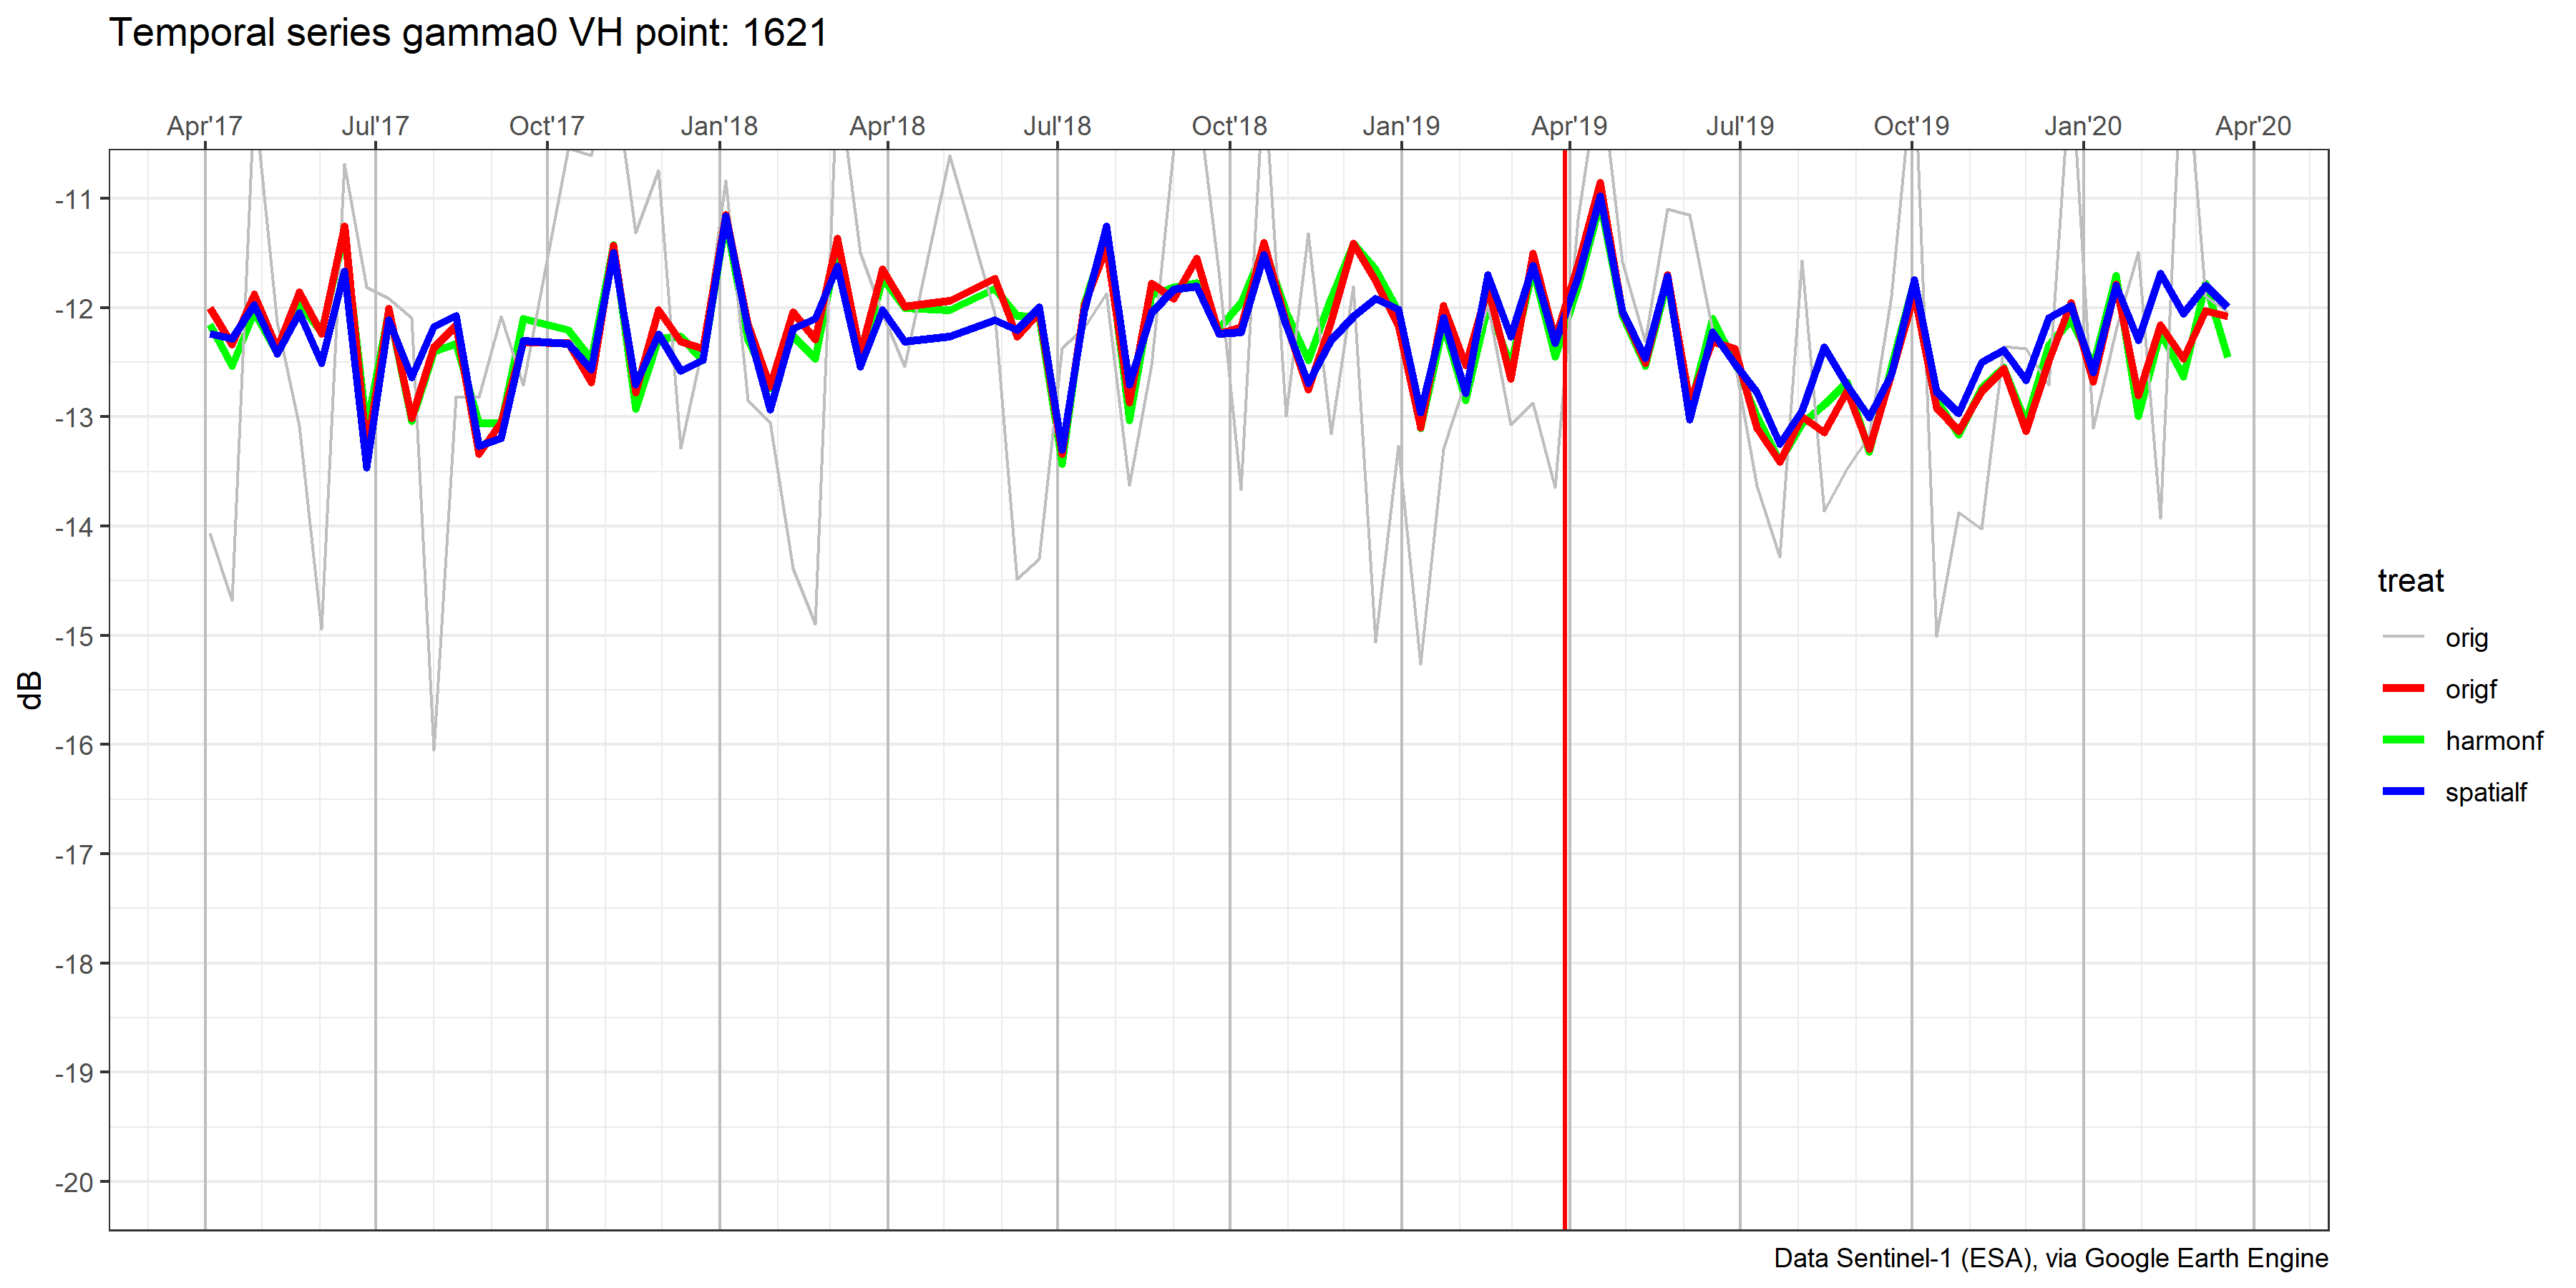 Temporal series gamma0 VH point: 1621
Apr'17 Jul'17 Oct'17 Jan'18 Apr'18 Jul'18 Oct'18 Jan'19 Apr'19 Jul'19 Oct'19 Jan'20 Apr'20
-11
-12
-13
-14
-15
-16
-17
-18
-19
-20
dB
treat
orig
origf
harmonf
spatialf
Data Sentinel-1 (ESA), via Google Earth Engine